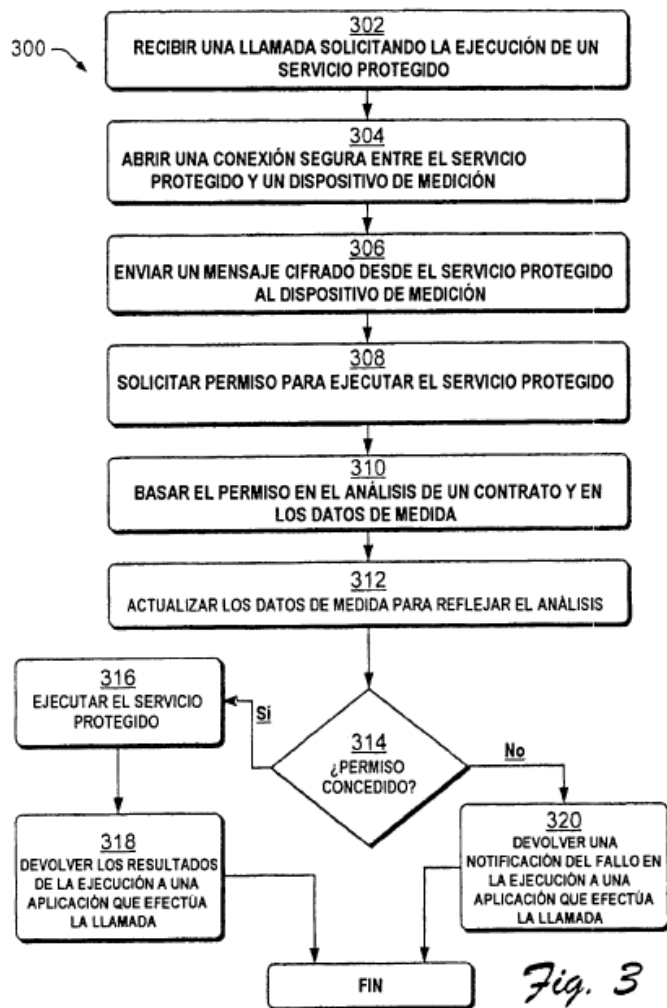 300
302
RECIBIR UNA LLAMADA SOLICITANDO LA EJECUCIÓN DE UN
SERVICIO PROTEGIDO
304
ABRIR UNA CONEXIÓN SEGURA ENTRE EL SERVICIO
PROTEGIDO Y UN DISPOSITIVO DE MEDICIÓN
306
ENVIAR UN MENSAJE CIFRADO DESDE EL SERVICIO PROTEGIDO
AL DISPOSITIVO DE MEDICIÓN
308
SOLICITAR PERMISO PARA EJECUTAR EL SERVICIO PROTEGIDO
310
BASAR EL PERMISO EN EL ANÁLISIS DE UN CONTRATO Y EN
LOS DATOS DE MEDIDA
312
ACTUALIZAR LOS DATOS DE MEDIDA PARA REFLEJAR EL ANÁLISIS
314
¿PERMISO
CONCEDIDO?
Si
316
EJECUTAR EL SERVICIO
PROTEGIDO
318
DEVOLVER LOS RESULTADOS
DE LA EJECUCIÓN A UNA
APLICACIÓN QUE EFECTÚA
LA LLAMADA
No
320
DEVOLVER UNA
NOTIFICACIÓN DEL FALLO EN
LA EJECUCIÓN A UNA
APLICACIÓN QUE EFECTÚA
LA LLAMADA
FIN
Fig. 3